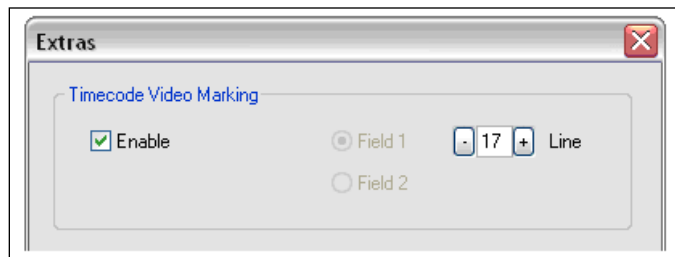 Extras
Timecode Video Marking
Enable Field 1 - 17 + Line
Field 2